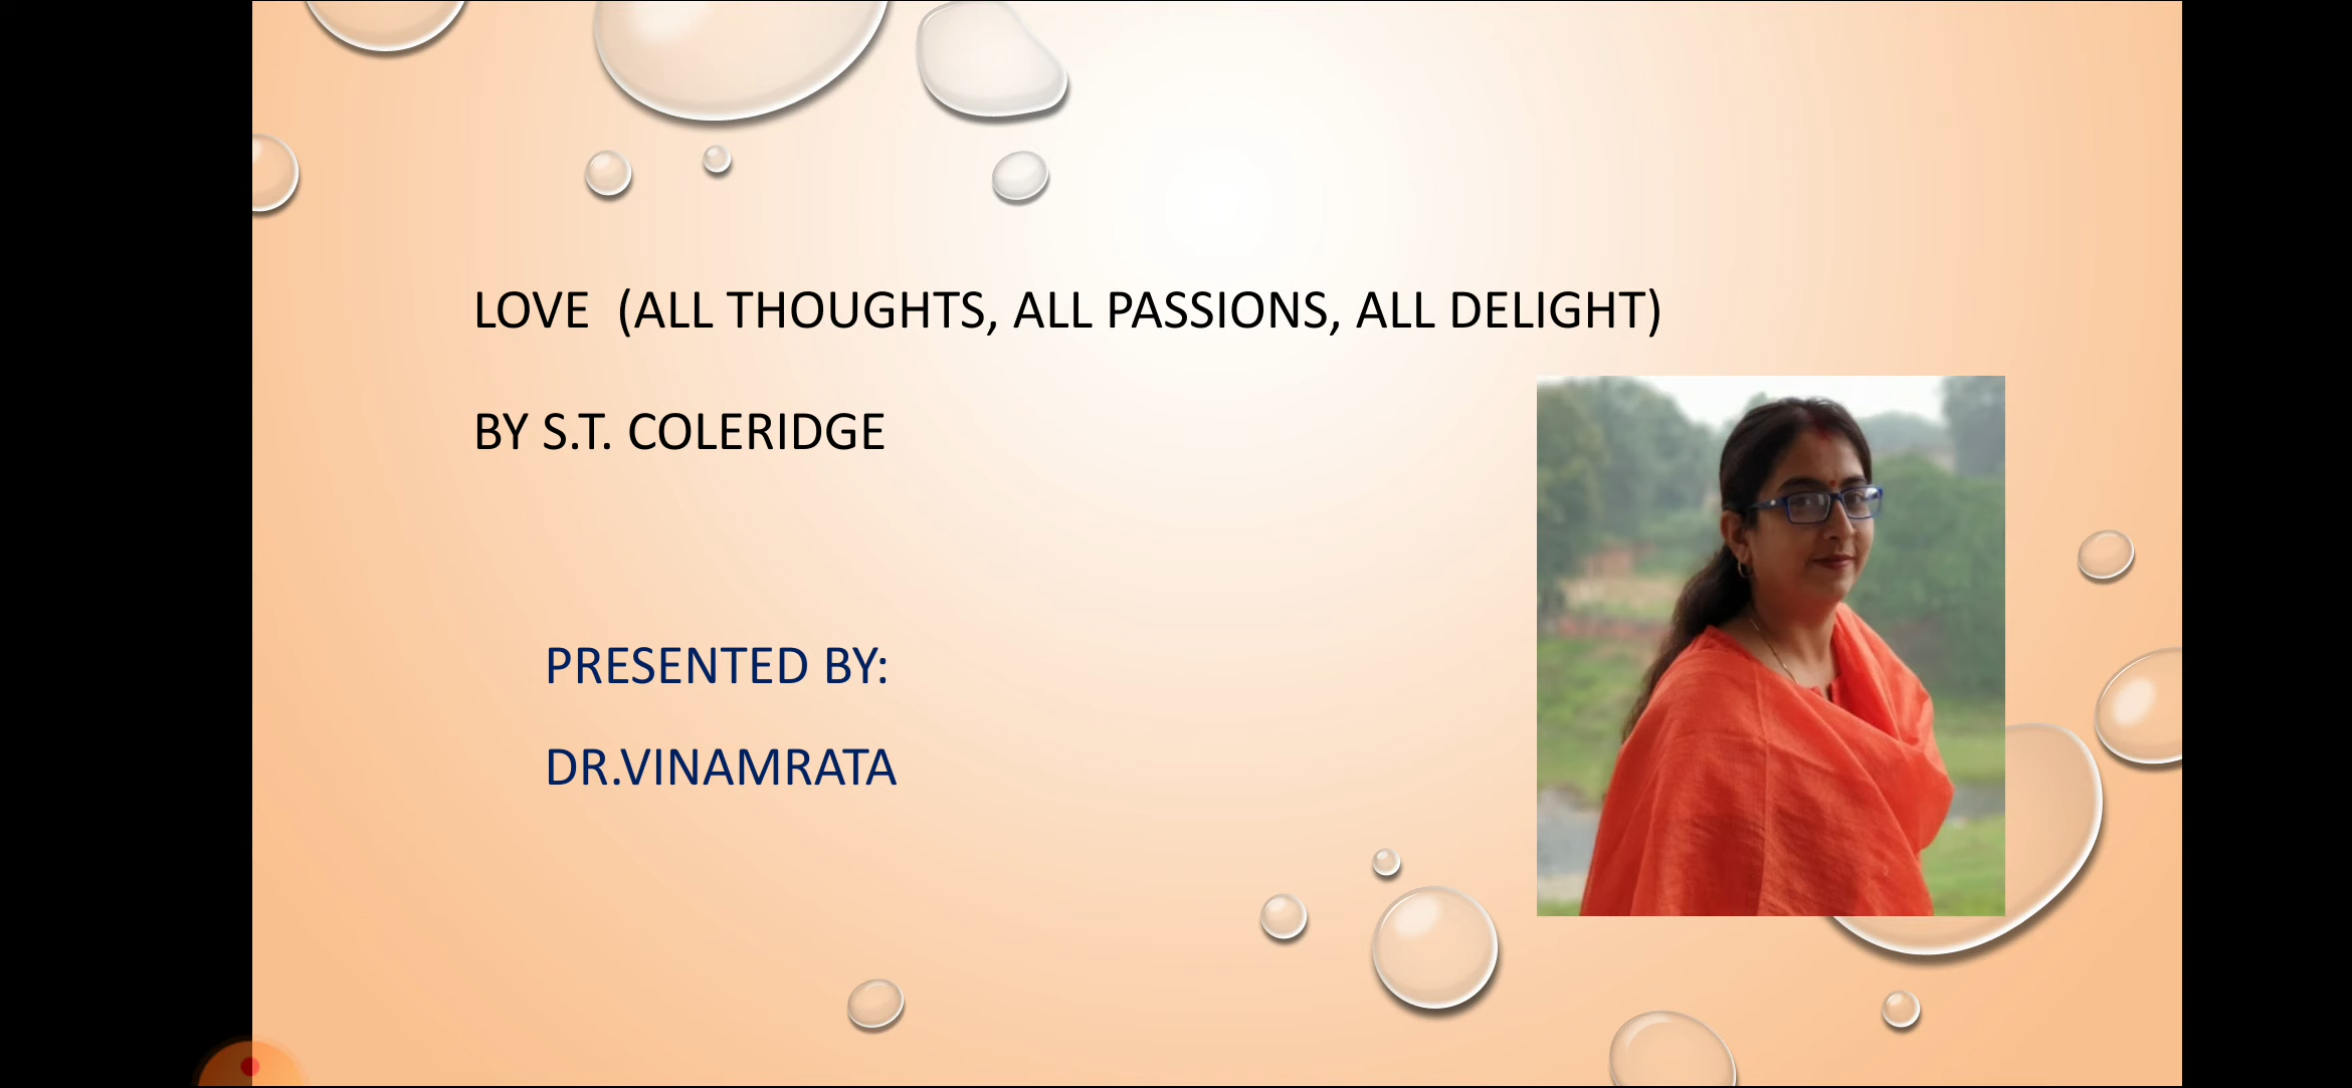 LOVE  (ALL THOUGHTS, ALL PASSIONS, ALL DELIGHT)
BY S.T. COLERIDGE
PRESENTED BY:
DR.VINAMRATA